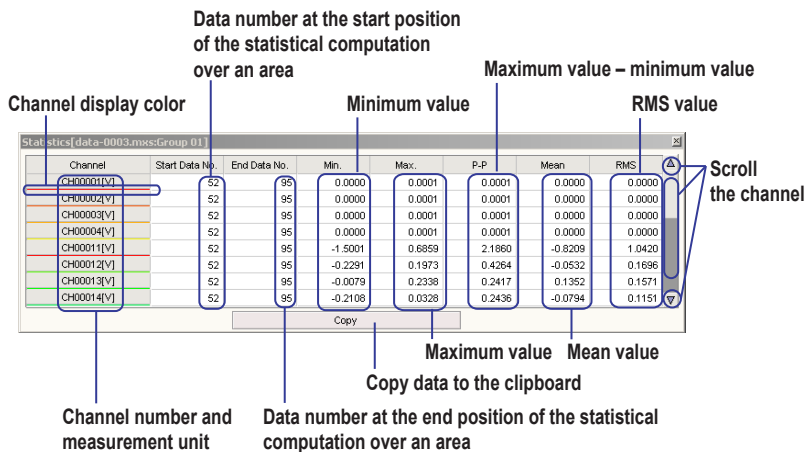 Data number at the start position
of the statistical computation
over an area
Maximum value – minimum value
Channel display color
Minimum value
RMS value
Statistics[data-0003.mxs:Group 01]
Channel Start Data No. End Data No. Min. Max. P-P Mean RMS
CH00001[V] 52 95 0.0000 0.0001 0.0001 0.0000 0.0000
CH00002[V] 52 95 0.0000 0.0001 0.0001 0.0000 0.0000
CH00003[V] 52 95 0.0000 0.0001 0.0001 0.0000 0.0000
CH00004[V] 52 95 0.0000 0.0001 0.0001 0.0000 0.0000
CH00011[V] 52 95 -1.5001 0.6859 2.1860 -0.8209 1.0420
CH00012[V] 52 95 -0.2291 0.1973 0.4264 -0.0532 0.1696
CH00013[V] 52 95 -0.0079 0.2338 0.2417 0.1352 0.1571
CH00014[V] 52 95 -0.2108 0.0328 0.2436 -0.0794 0.1151
Scroll
the channel
Copy
Maximum value
Mean value
Copy data to the clipboard
Channel number and
measurement unit
Data number at the end position of the statistical
computation over an area